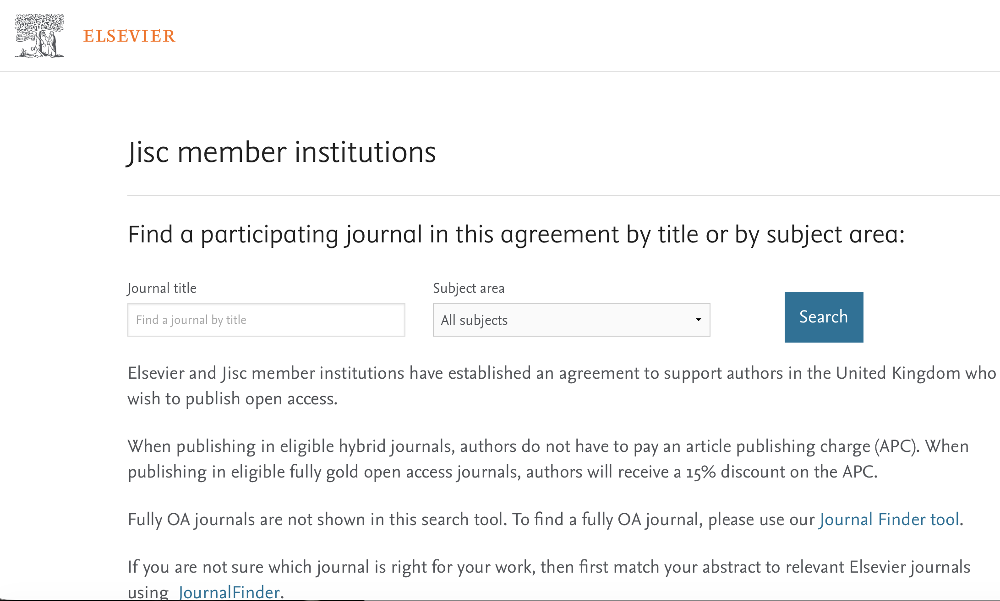 NON SOLUS
ELSEVIER
Jisc member institutions
Find a participating journal in this agreement by title or by subject area:
Journal title
Subject area
Find a journal by title
All subjects
Search
Elsevier and Jisc member institutions have established an agreement to support authors in the United Kingdom who
wish to publish open access.
When publishing in eligible hybrid journals, authors do not have to pay an article publishing charge (APC). When
publishing in eligible fully gold open access journals, authors will receive a 15% discount on the APC.
Fully OA journals are not shown in this search tool. To find a fully OA journal, please use our Journal Finder tool.
If you are not sure which journal is right for your work, then first match your abstract to relevant Elsevier journals
using JournalFinder.